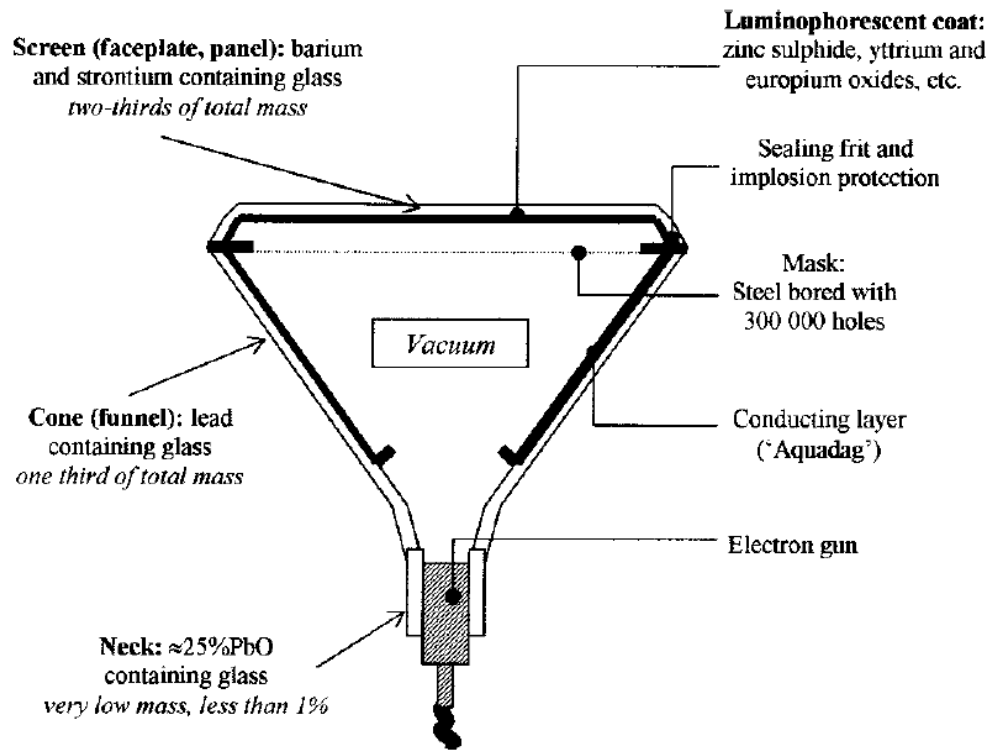 Screen (faceplate, panel): barium
and strontium containing glass
two-thirds of total mass
Luminophorescent coat:
zinc sulphide, yttrium and
europium oxides, etc.
Sealing frit and
implosion protection
Mask:
Steel bored with
300 000 holes
Vacuum
Cone (funnel): lead
containing glass
one third of total mass
Conducting layer
(‘Aquadag’)
Electron gun
Neck: ≈25%PbO
containing glass
very low mass, less than 1%